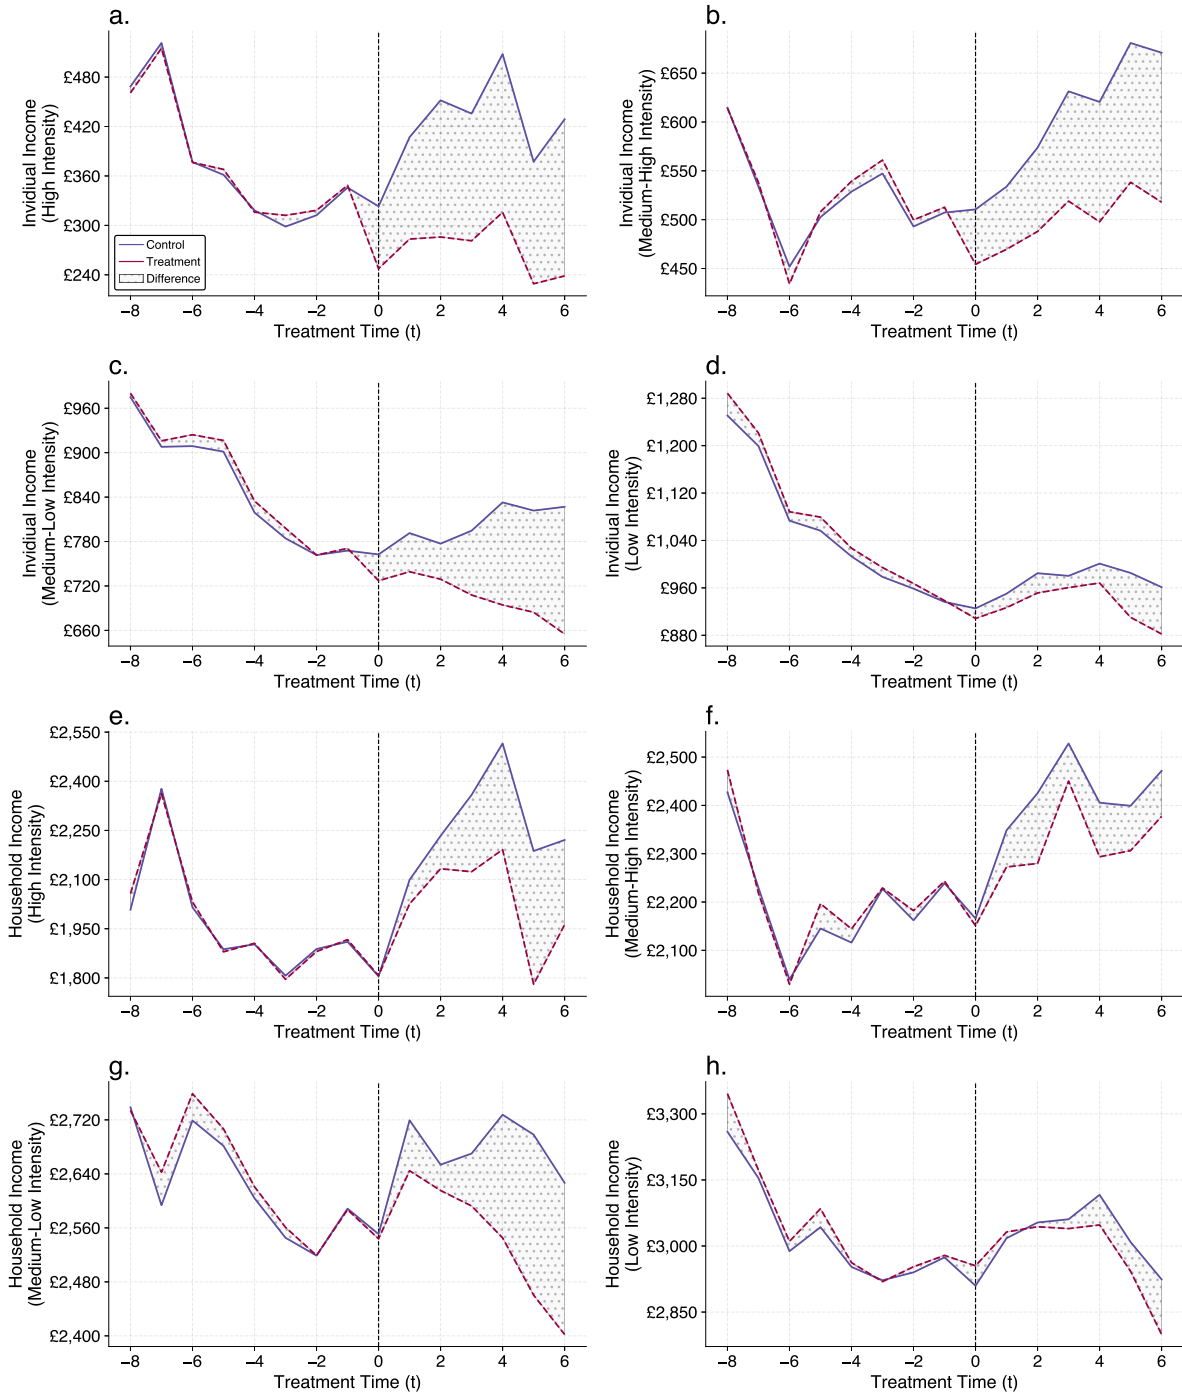 a.
Invidiual Income
(High Intensity)
£480
£420
£360
£300
£240
Control
Treatment
Difference
−8 −6 −4 −2 0 2 4 6
Treatment Time (t)
b.
Invidiual Income
(Medium-High Intensity)
£650
£600
£550
£500
£450
−8 −6 −4 −2 0 2 4 6
Treatment Time (t)
c.
Invidiual Income
(Medium-Low Intensity)
£960
£900
£840
£780
£720
£660
−8 −6 −4 −2 0 2 4 6
Treatment Time (t)
d.
Invidiual Income
(Low Intensity)
£1,280
£1,200
£1,120
£1,040
£960
£880
−8 −6 −4 −2 0 2 4 6
Treatment Time (t)
e.
Household Income
(High Intensity)
£2,550
£2,400
£2,250
£2,100
£1,950
£1,800
−8 −6 −4 −2 0 2 4 6
Treatment Time (t)
f.
Household Income
(Medium-High Intensity)
£2,500
£2,400
£2,300
£2,200
£2,100
−8 −6 −4 −2 0 2 4 6
Treatment Time (t)
g.
Household Income
(Medium-Low Intensity)
£2,720
£2,640
£2,560
£2,480
£2,400
−8 −6 −4 −2 0 2 4 6
Treatment Time (t)
h.
Household Income
(Low Intensity)
£3,300
£3,150
£3,000
£2,850
−8 −6 −4 −2 0 2 4 6
Treatment Time (t)